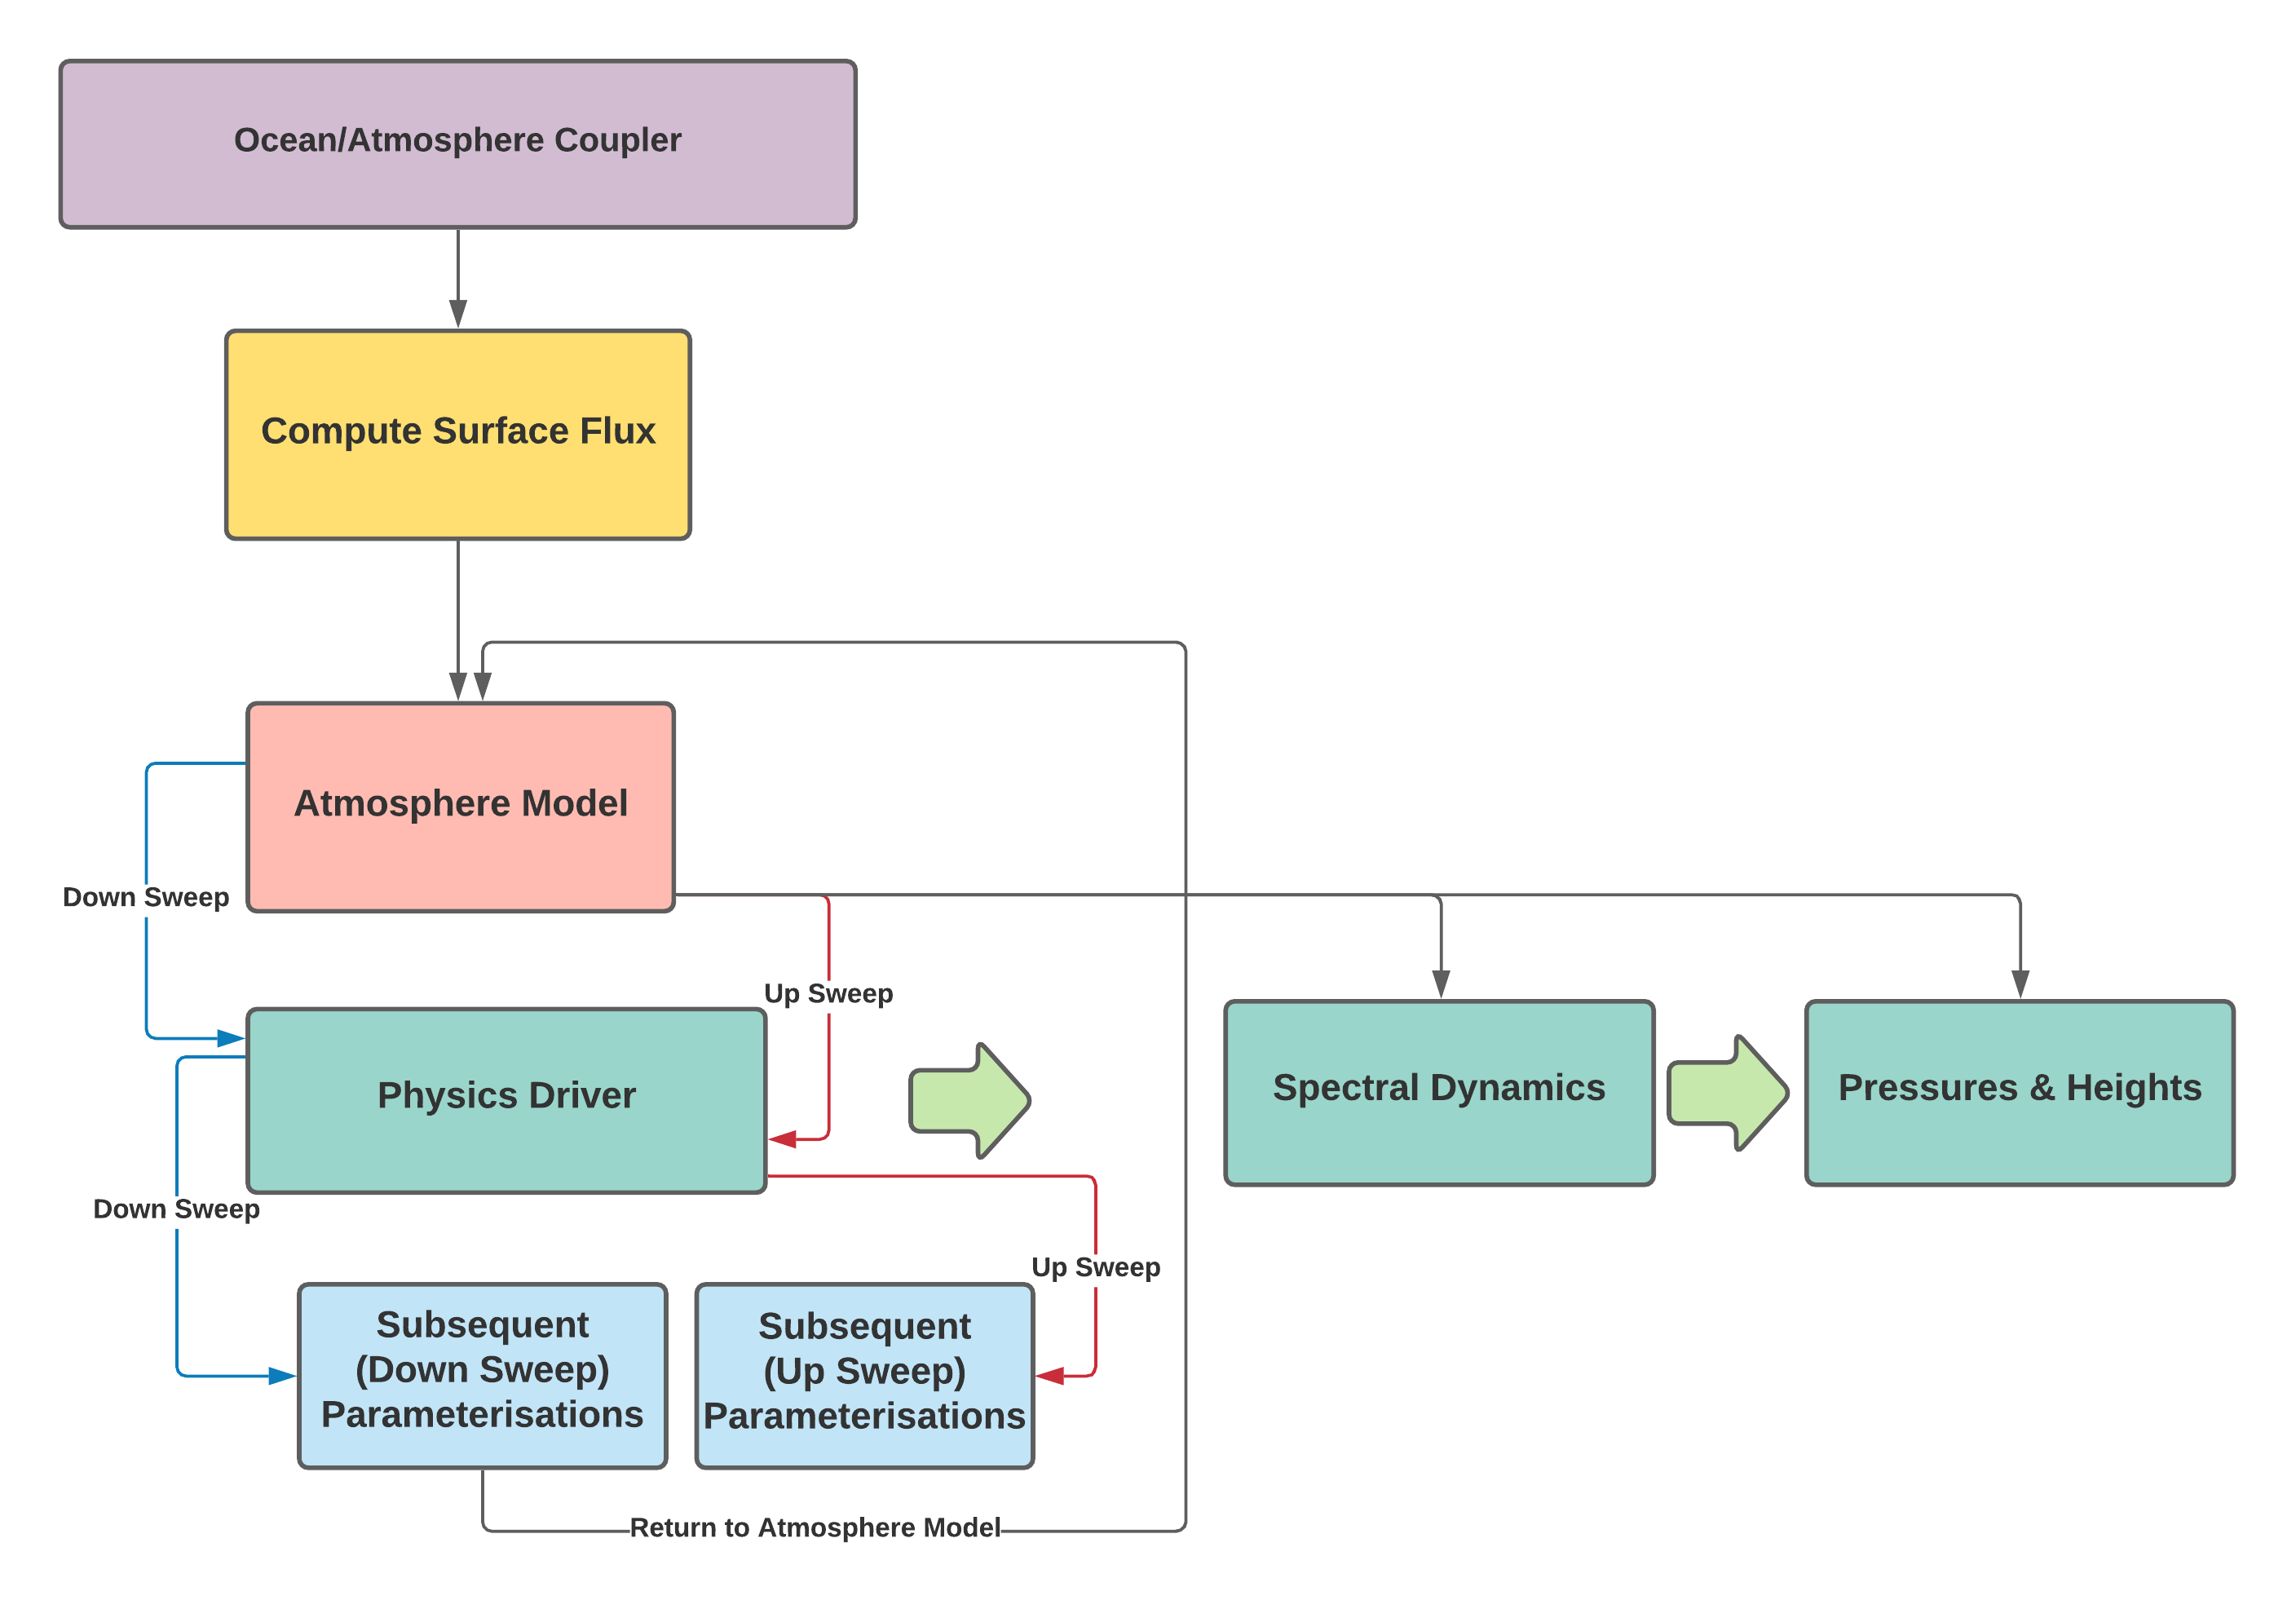 Ocean/Atmosphere Coupler
Compute Surface Flux
Atmosphere Model
Down Sweep
Up Sweep
Physics Driver
Spectral Dynamics
Pressures & Heights
Down Sweep
Up Sweep
Subsequent
(Down Sweep)
Parameterisations
Subsequent
(Up Sweep)
Parameterisations
Return to Atmosphere Model